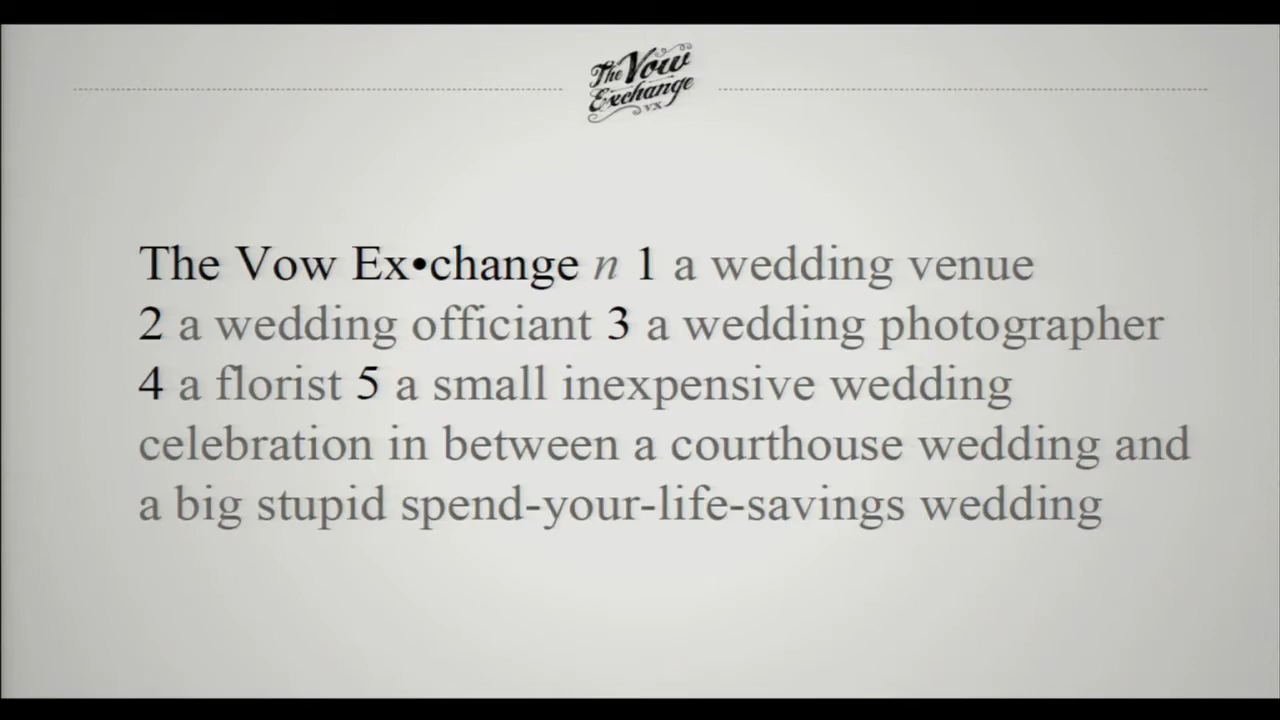 The Vow
Exchange
VX
The Vow Ex•change n 1 a wedding venue
2 a wedding officiant 3 a wedding photographer
4 a florist 5 a small inexpensive wedding
celebration in between a courthouse wedding and
a big stupid spend-your-life-savings wedding